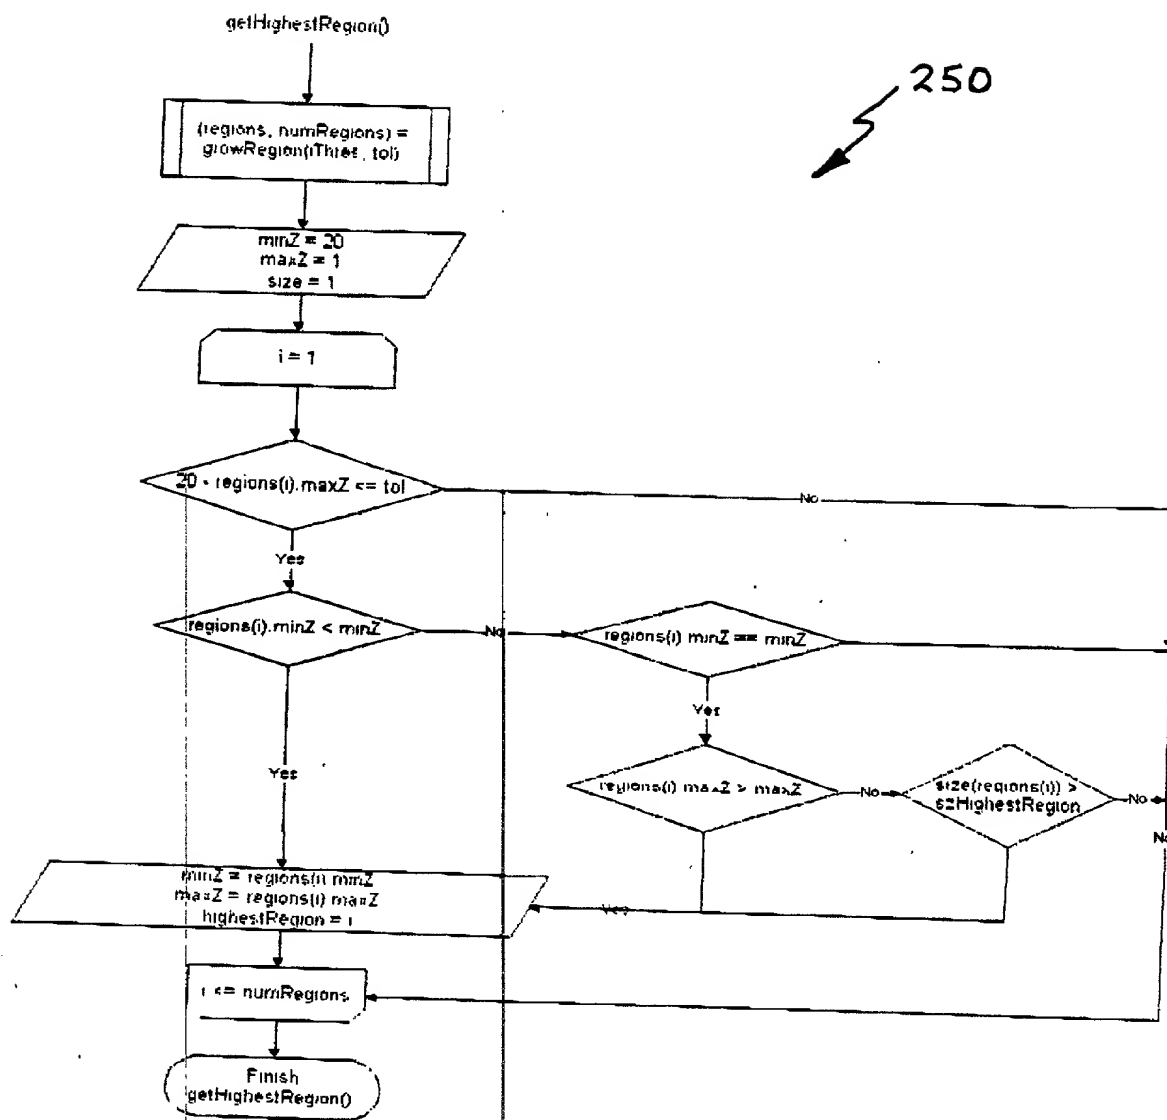 getHighestRegion()
250
(regions, numRegions) =
growRegion(iThres, tol)
minZ = 20
maxZ = 1
size = 1
i = 1
20 - regions(i).maxZ <= tol
No
Yes
regions(i).minZ < minZ
No
regions(i) minZ == minZ
Yes
Yes
regions(i) maxZ > maxZ
No
size(regions(i)) >
szHighestRegion
No
No
minZ = regions(i) minZ
maxZ = regions(i) maxZ
highestRegion = i
Yes
i <= numRegions
Finish
getHighestRegion()